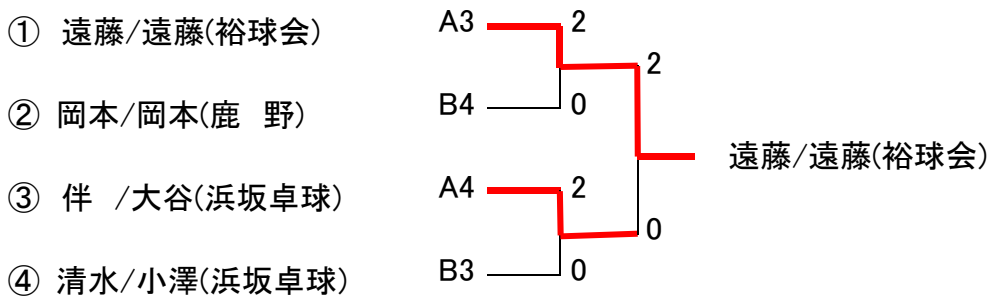 ① 遠藤/遠藤(裕球会)
② 岡本/岡本(鹿　野)
③ 伴　/大谷(浜坂卓球)
④ 清水/小澤(浜坂卓球)
A3
2
B4
0
2
遠藤/遠藤(裕球会)
A4
2
B3
0
0